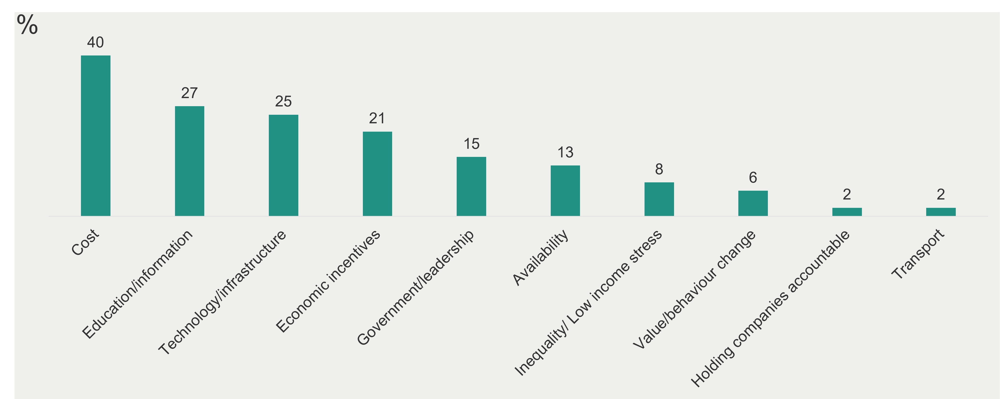 %
40
27
25
21
15
13
8
6
2
2
Cost
Education/information
Technology/infrastructure
Economic incentives
Government/leadership
Availability
Inequality/ Low income stress
Value/behaviour change
Holding companies accountable
Transport